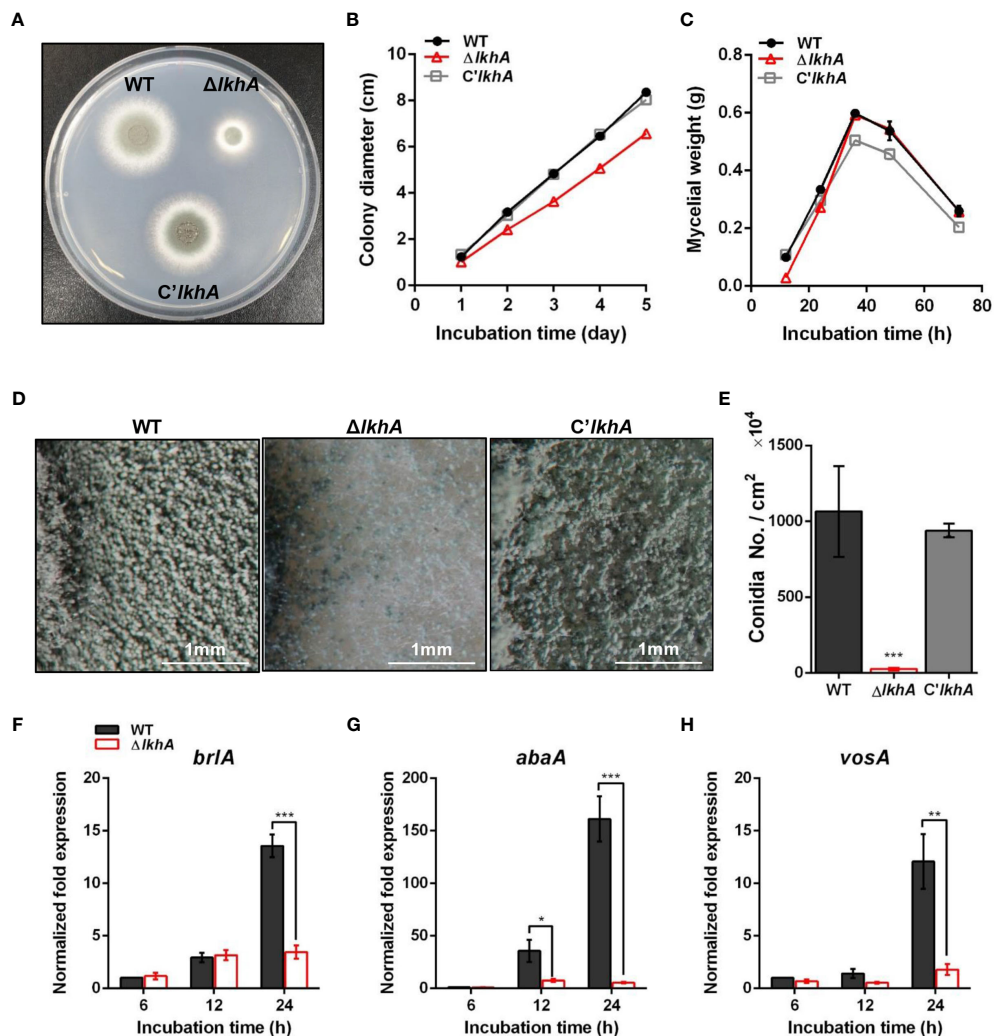 A
WT
ΔlkhA
C'lkhA
B
WT
ΔlkhA
C'lkhA
Colony diameter (cm)
10
8
6
4
2
0
0 1 2 3 4 5
Incubation time (day)
C
WT
ΔlkhA
C'lkhA
Mycelial weight (g)
0.8
0.6
0.4
0.2
0.0
0 20 40 60 80
Incubation time (h)
D
WT
ΔlkhA
C'lkhA
1mm
1mm
1mm
E
Conidia No. / cm² ×10⁴
1500
1000
500
0
***
WT ΔlkhA C'lkhA
F
WT
ΔlkhA
brlA
Normalized fold expression
20
15
10
5
0
***
6 12 24
Incubation time (h)
G
abaA
Normalized fold expression
200
150
100
50
0
*
***
6 12 24
Incubation time (h)
H
vosA
Normalized fold expression
20
15
10
5
0
**
6 12 24
Incubation time (h)